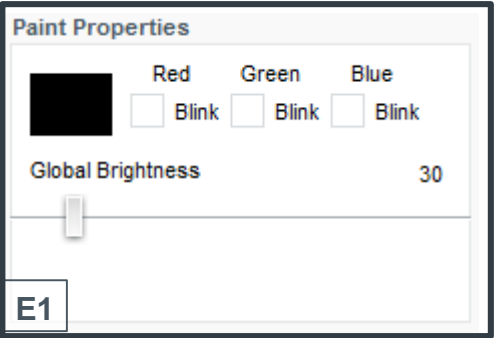 Paint Properties
Red Green Blue
Blink Blink Blink
Global Brightness 30
E1